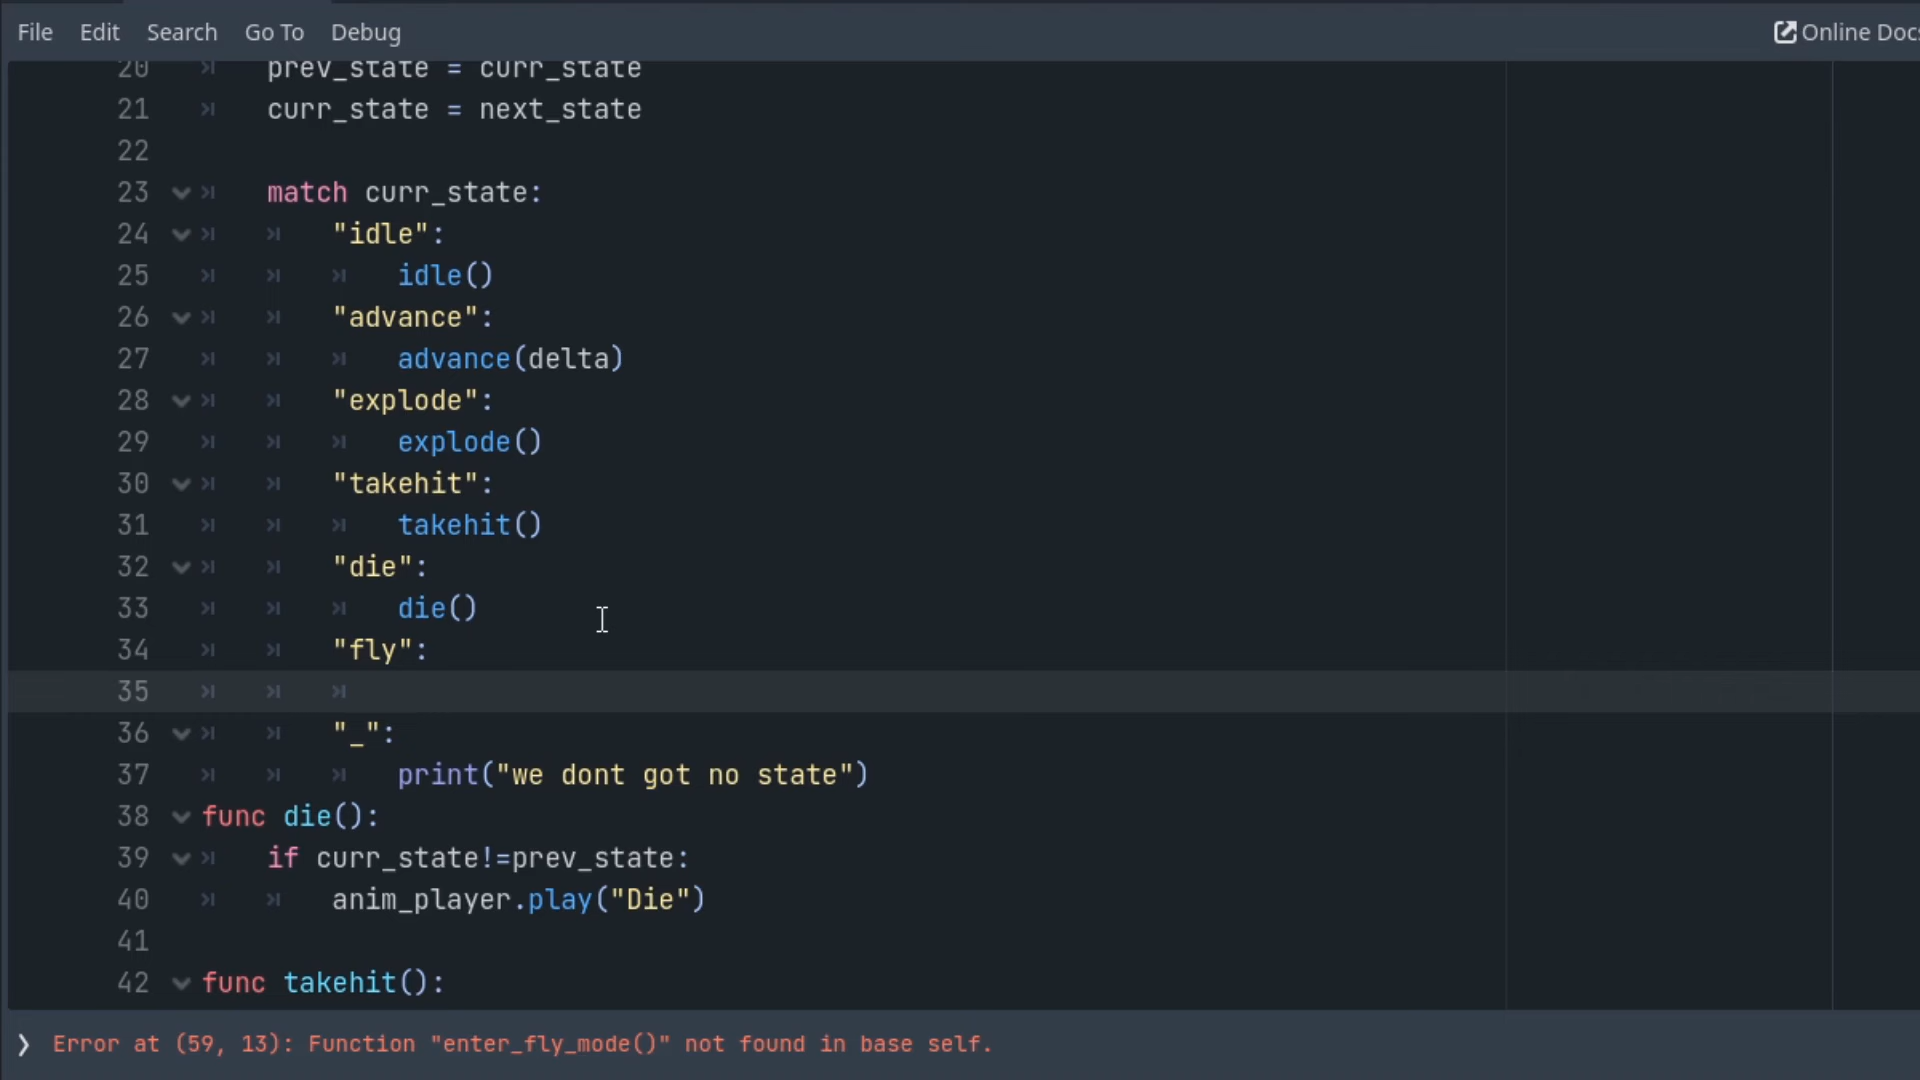 File Edit Search Go To Debug Online Docs
20 prev_state = curr_state
21 curr_state = next_state
22
23 match curr_state:
24 "idle":
25 idle()
26 "advance":
27 advance(delta)
28 "explode":
29 explode()
30 "takehit":
31 takehit()
32 "die":
33 die()
34 "fly":
35
36 "_":
37 print("we dont got no state")
38 func die():
39 if curr_state!=prev_state:
40 anim_player.play("Die")
41
42 func takehit():
Error at (59, 13): Function "enter_fly_mode()" not found in base self.